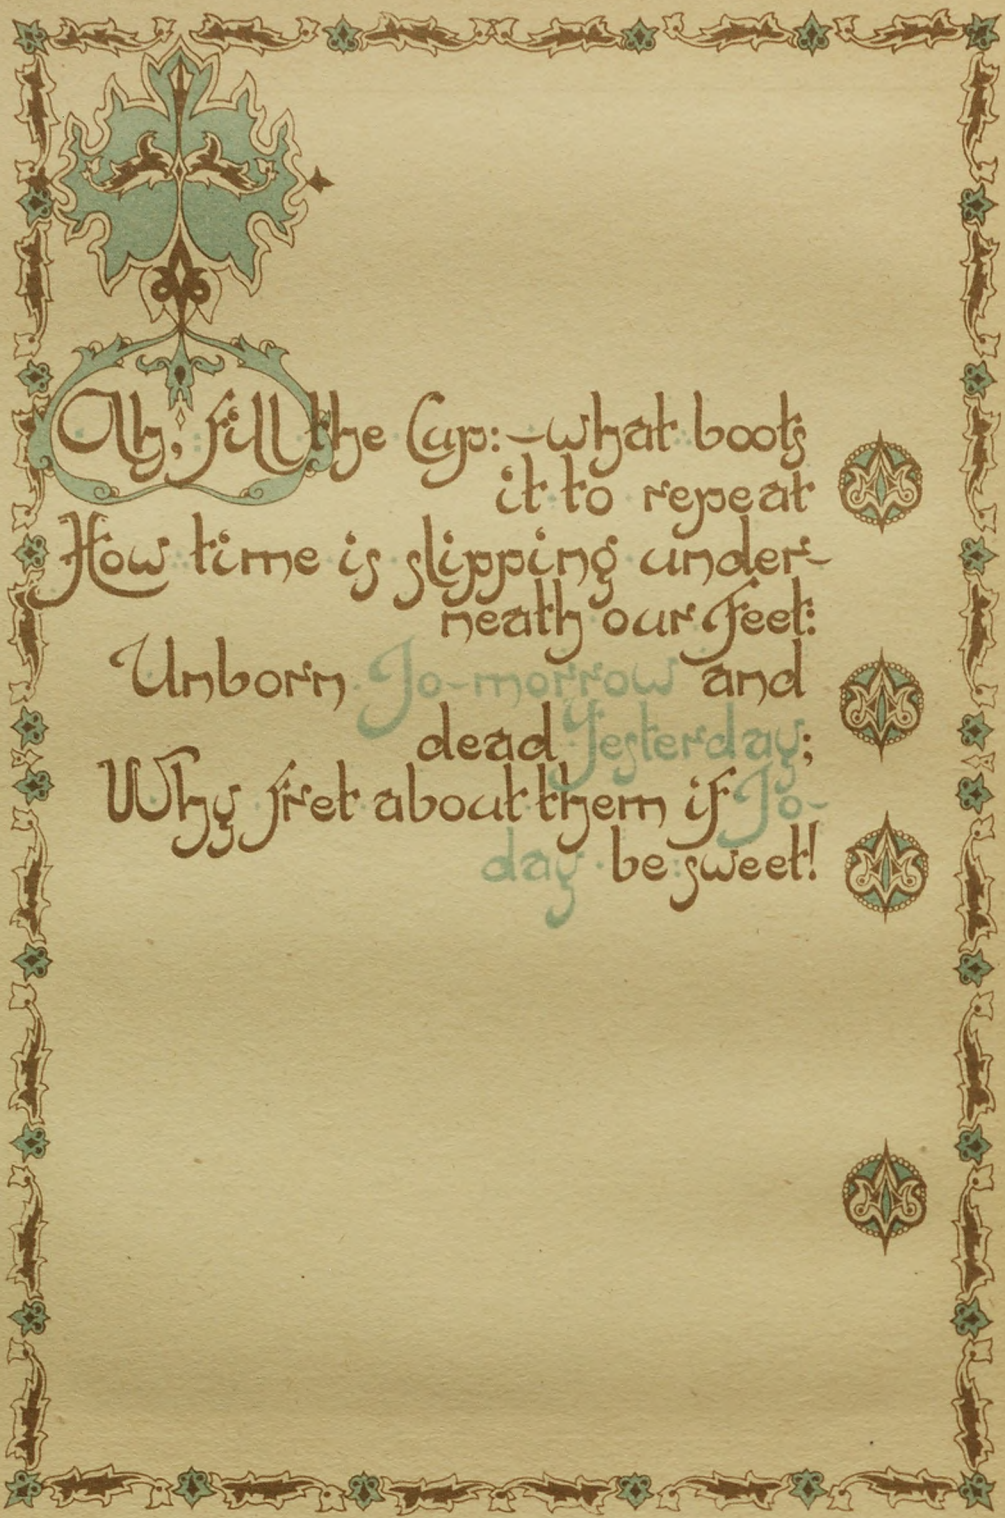 Ah, fill the Cup:—what boots
it to repeat
How time is slipping under-
neath our Feet:
Unborn To-morrow and
dead Yesterday;
Why fret about them if To-
day be sweet!